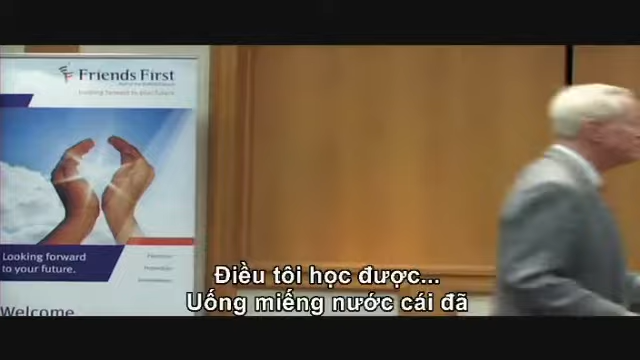 Friends First
Looking forward to your future.
Looking forward
to your future.
Welcome
Điều tôi học được...
Uống miếng nước cái đã